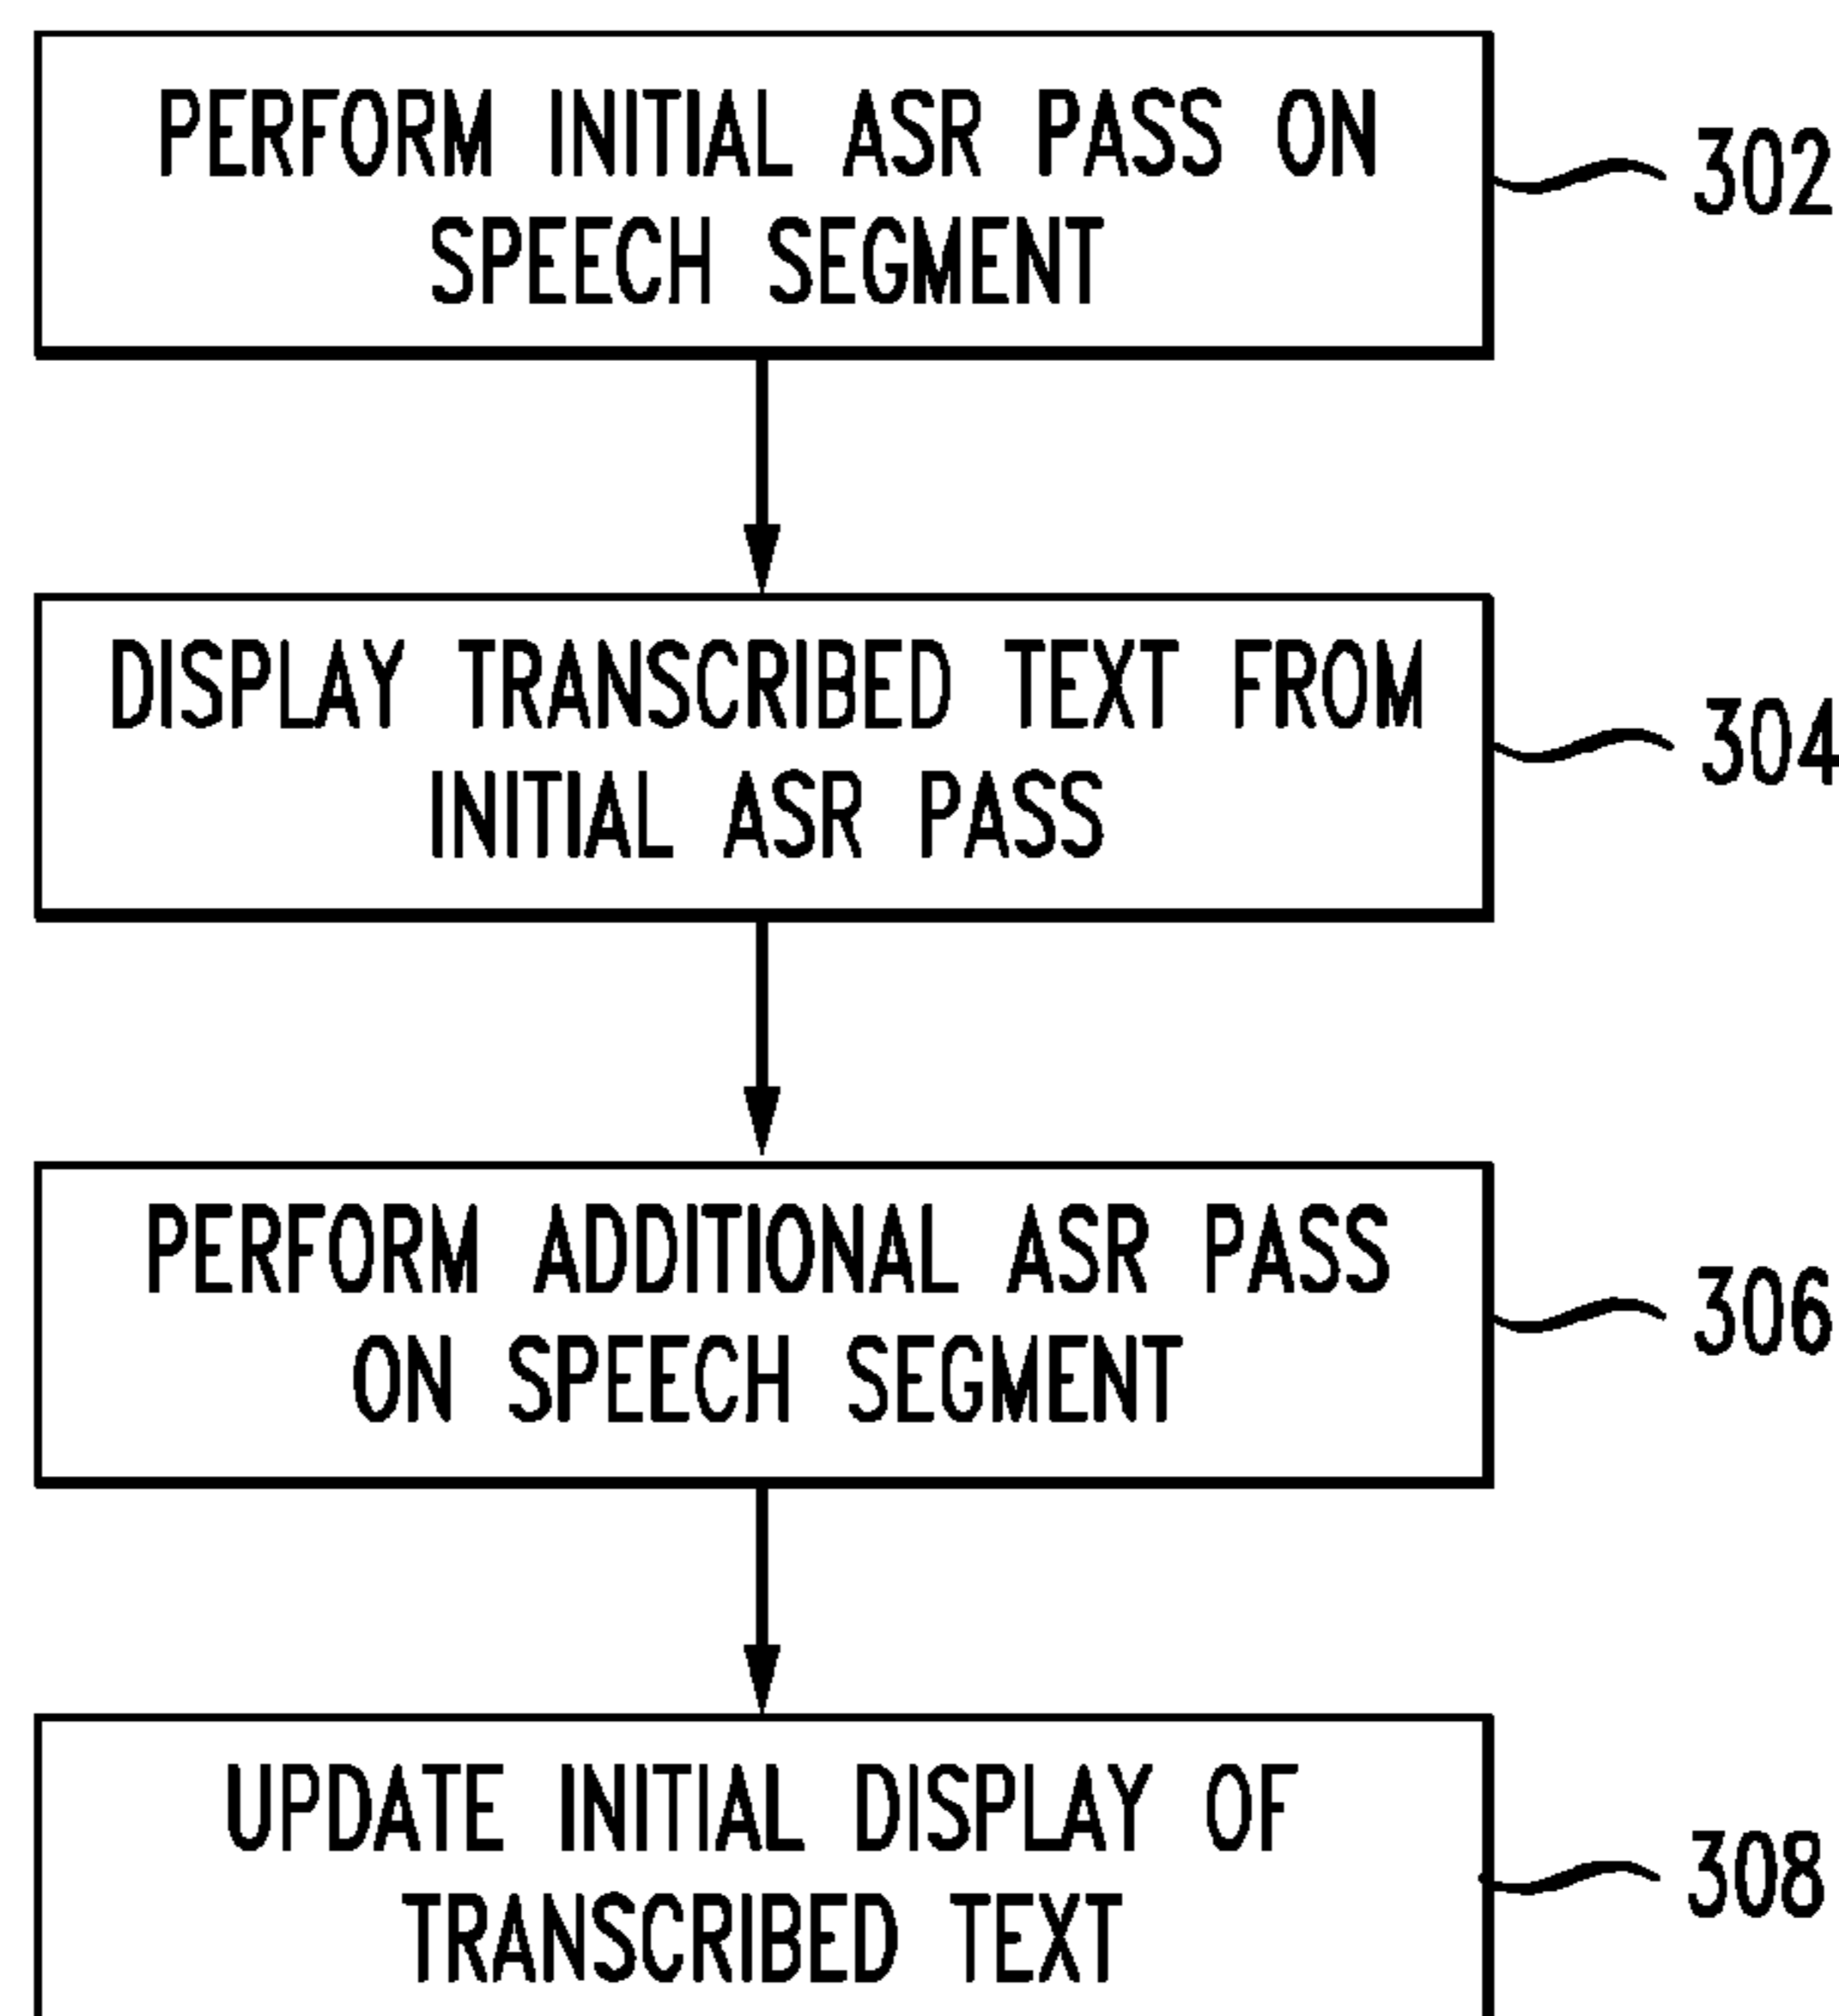 PERFORM INITIAL ASR PASS ON
SPEECH SEGMENT
302
DISPLAY TRANSCRIBED TEXT FROM
INITIAL ASR PASS
304
PERFORM ADDITIONAL ASR PASS
ON SPEECH SEGMENT
306
UPDATE INITIAL DISPLAY OF
TRANSCRIBED TEXT
308